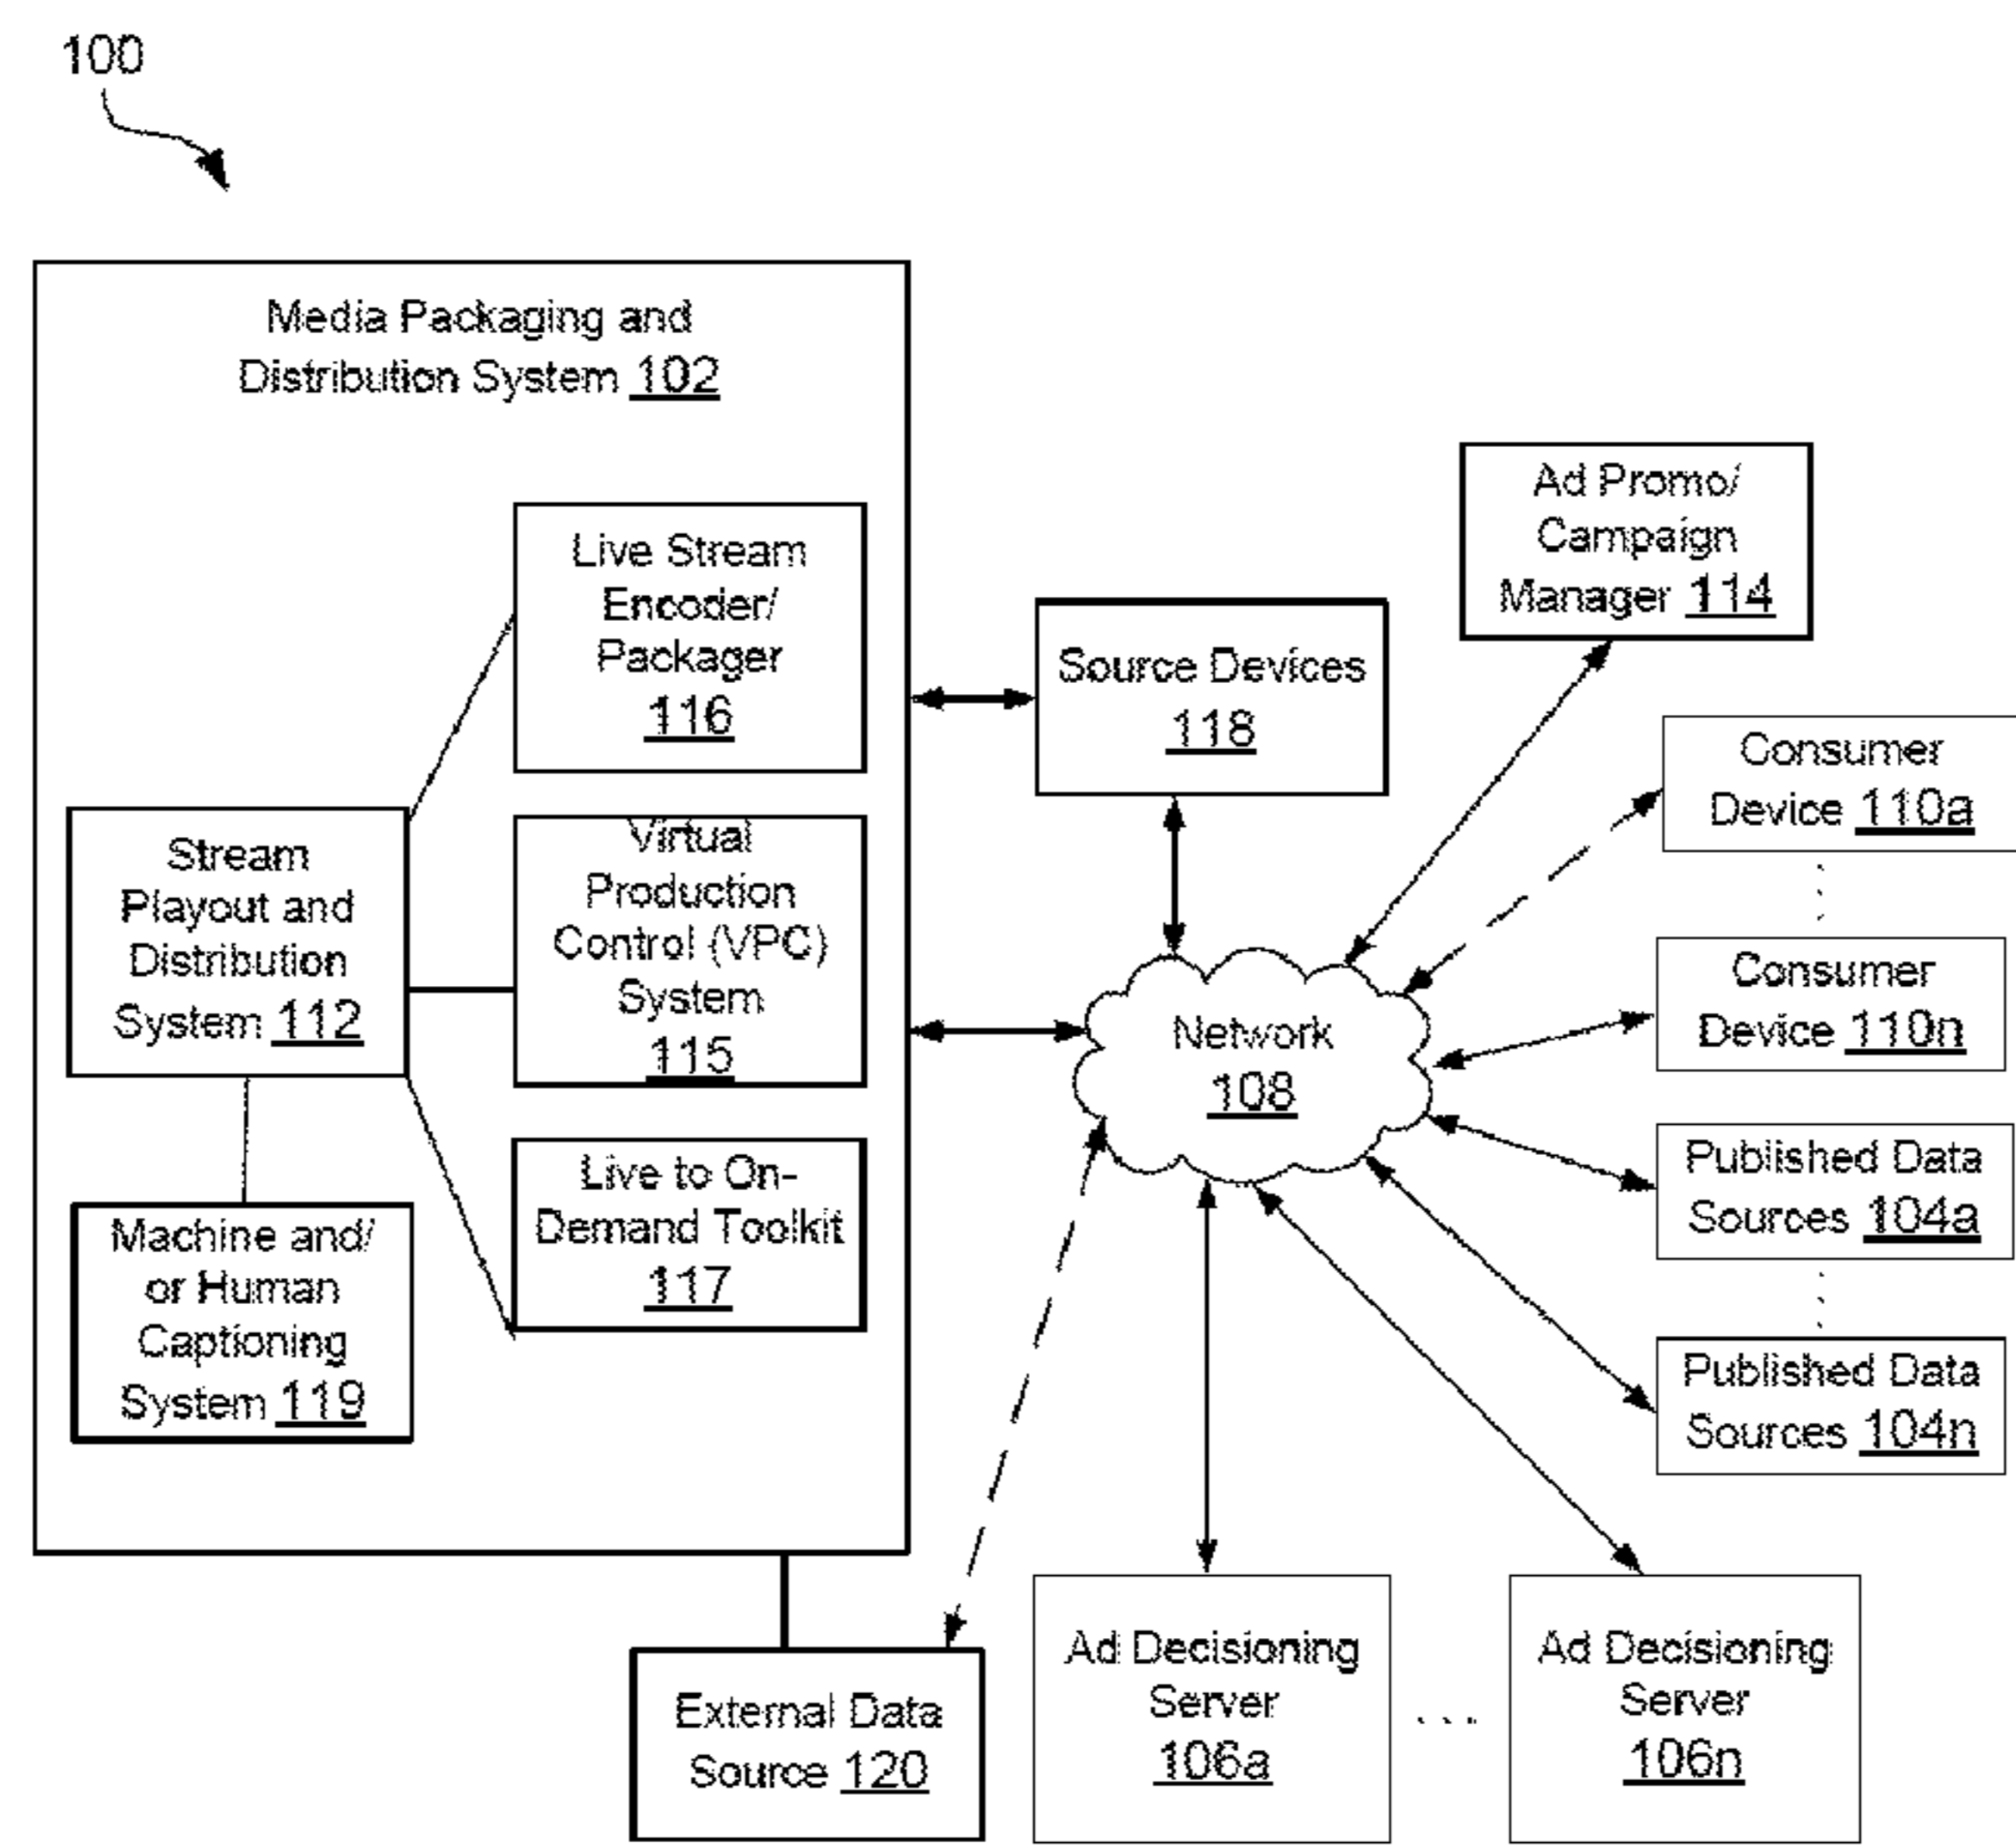 100
Media Packaging and
Distribution System 102
Live Stream
Encoder/
Packager
116
Stream
Playout and
Distribution
System 112
Virtual
Production
Control (VPC)
System
115
Machine and/
or Human
Captioning
System 119
Live to On-
Demand Toolkit
117
Source Devices
118
Ad Promo/
Campaign
Manager 114
Network
108
Consumer
Device 110a
Consumer
Device 110n
Published Data
Sources 104a
Published Data
Sources 104n
External Data
Source 120
Ad Decisioning
Server
106a
...
Ad Decisioning
Server
106n